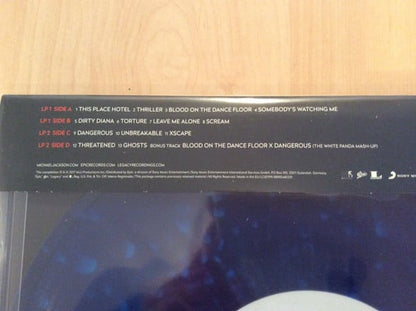 LP1 SIDE A 1 THIS PLACE HOTEL 2 THRILLER 3 BLOOD ON THE DANCE FLOOR 4 SOMEBODY'S WATCHING ME
LP1 SIDE B 5 DIRTY DIANA 6 TORTURE 7 LEAVE ME ALONE 8 SCREAM
LP2 SIDE C 9 DANGEROUS 10 UNBREAKABLE 11 XSCAPE
LP2 SIDE D 12 THREATENED 13 GHOSTS BONUS TRACK BLOOD ON THE DANCE FLOOR X DANGEROUS (THE WHITE PANDA MASH-UP)
MICHAELJACKSON.COM EPICRECORDS.COM LEGACYRECORDINGS.COM
SONY